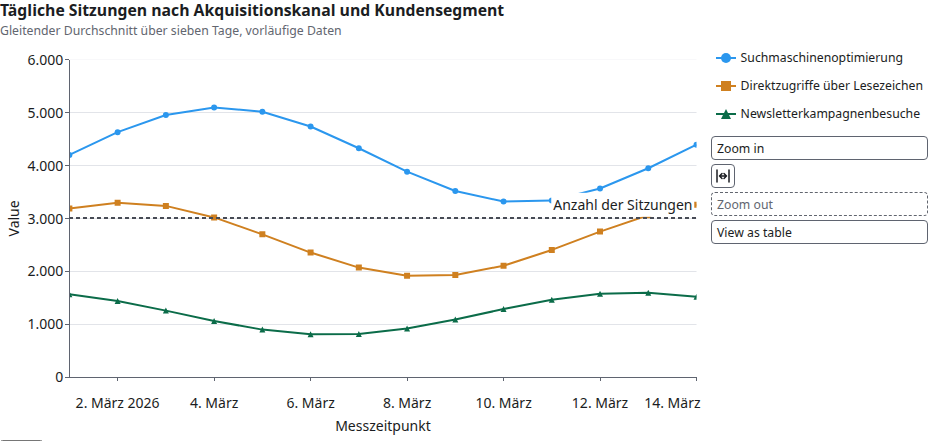 Tägliche Sitzungen nach Akquisitionskanal und Kundensegment
Gleitender Durchschnitt über sieben Tage, vorläufige Daten
6.000
5.000
4.000
3.000
2.000
1.000
0
Value
Anzahl der Sitzungen
2. März 2026
4. März
6. März
8. März
10. März
12. März
14. März
Messzeitpunkt
Suchmaschinenoptimierung
Direktzugriffe über Lesezeichen
Newsletterkampagnenbesuche
Zoom in
Zoom out
View as table